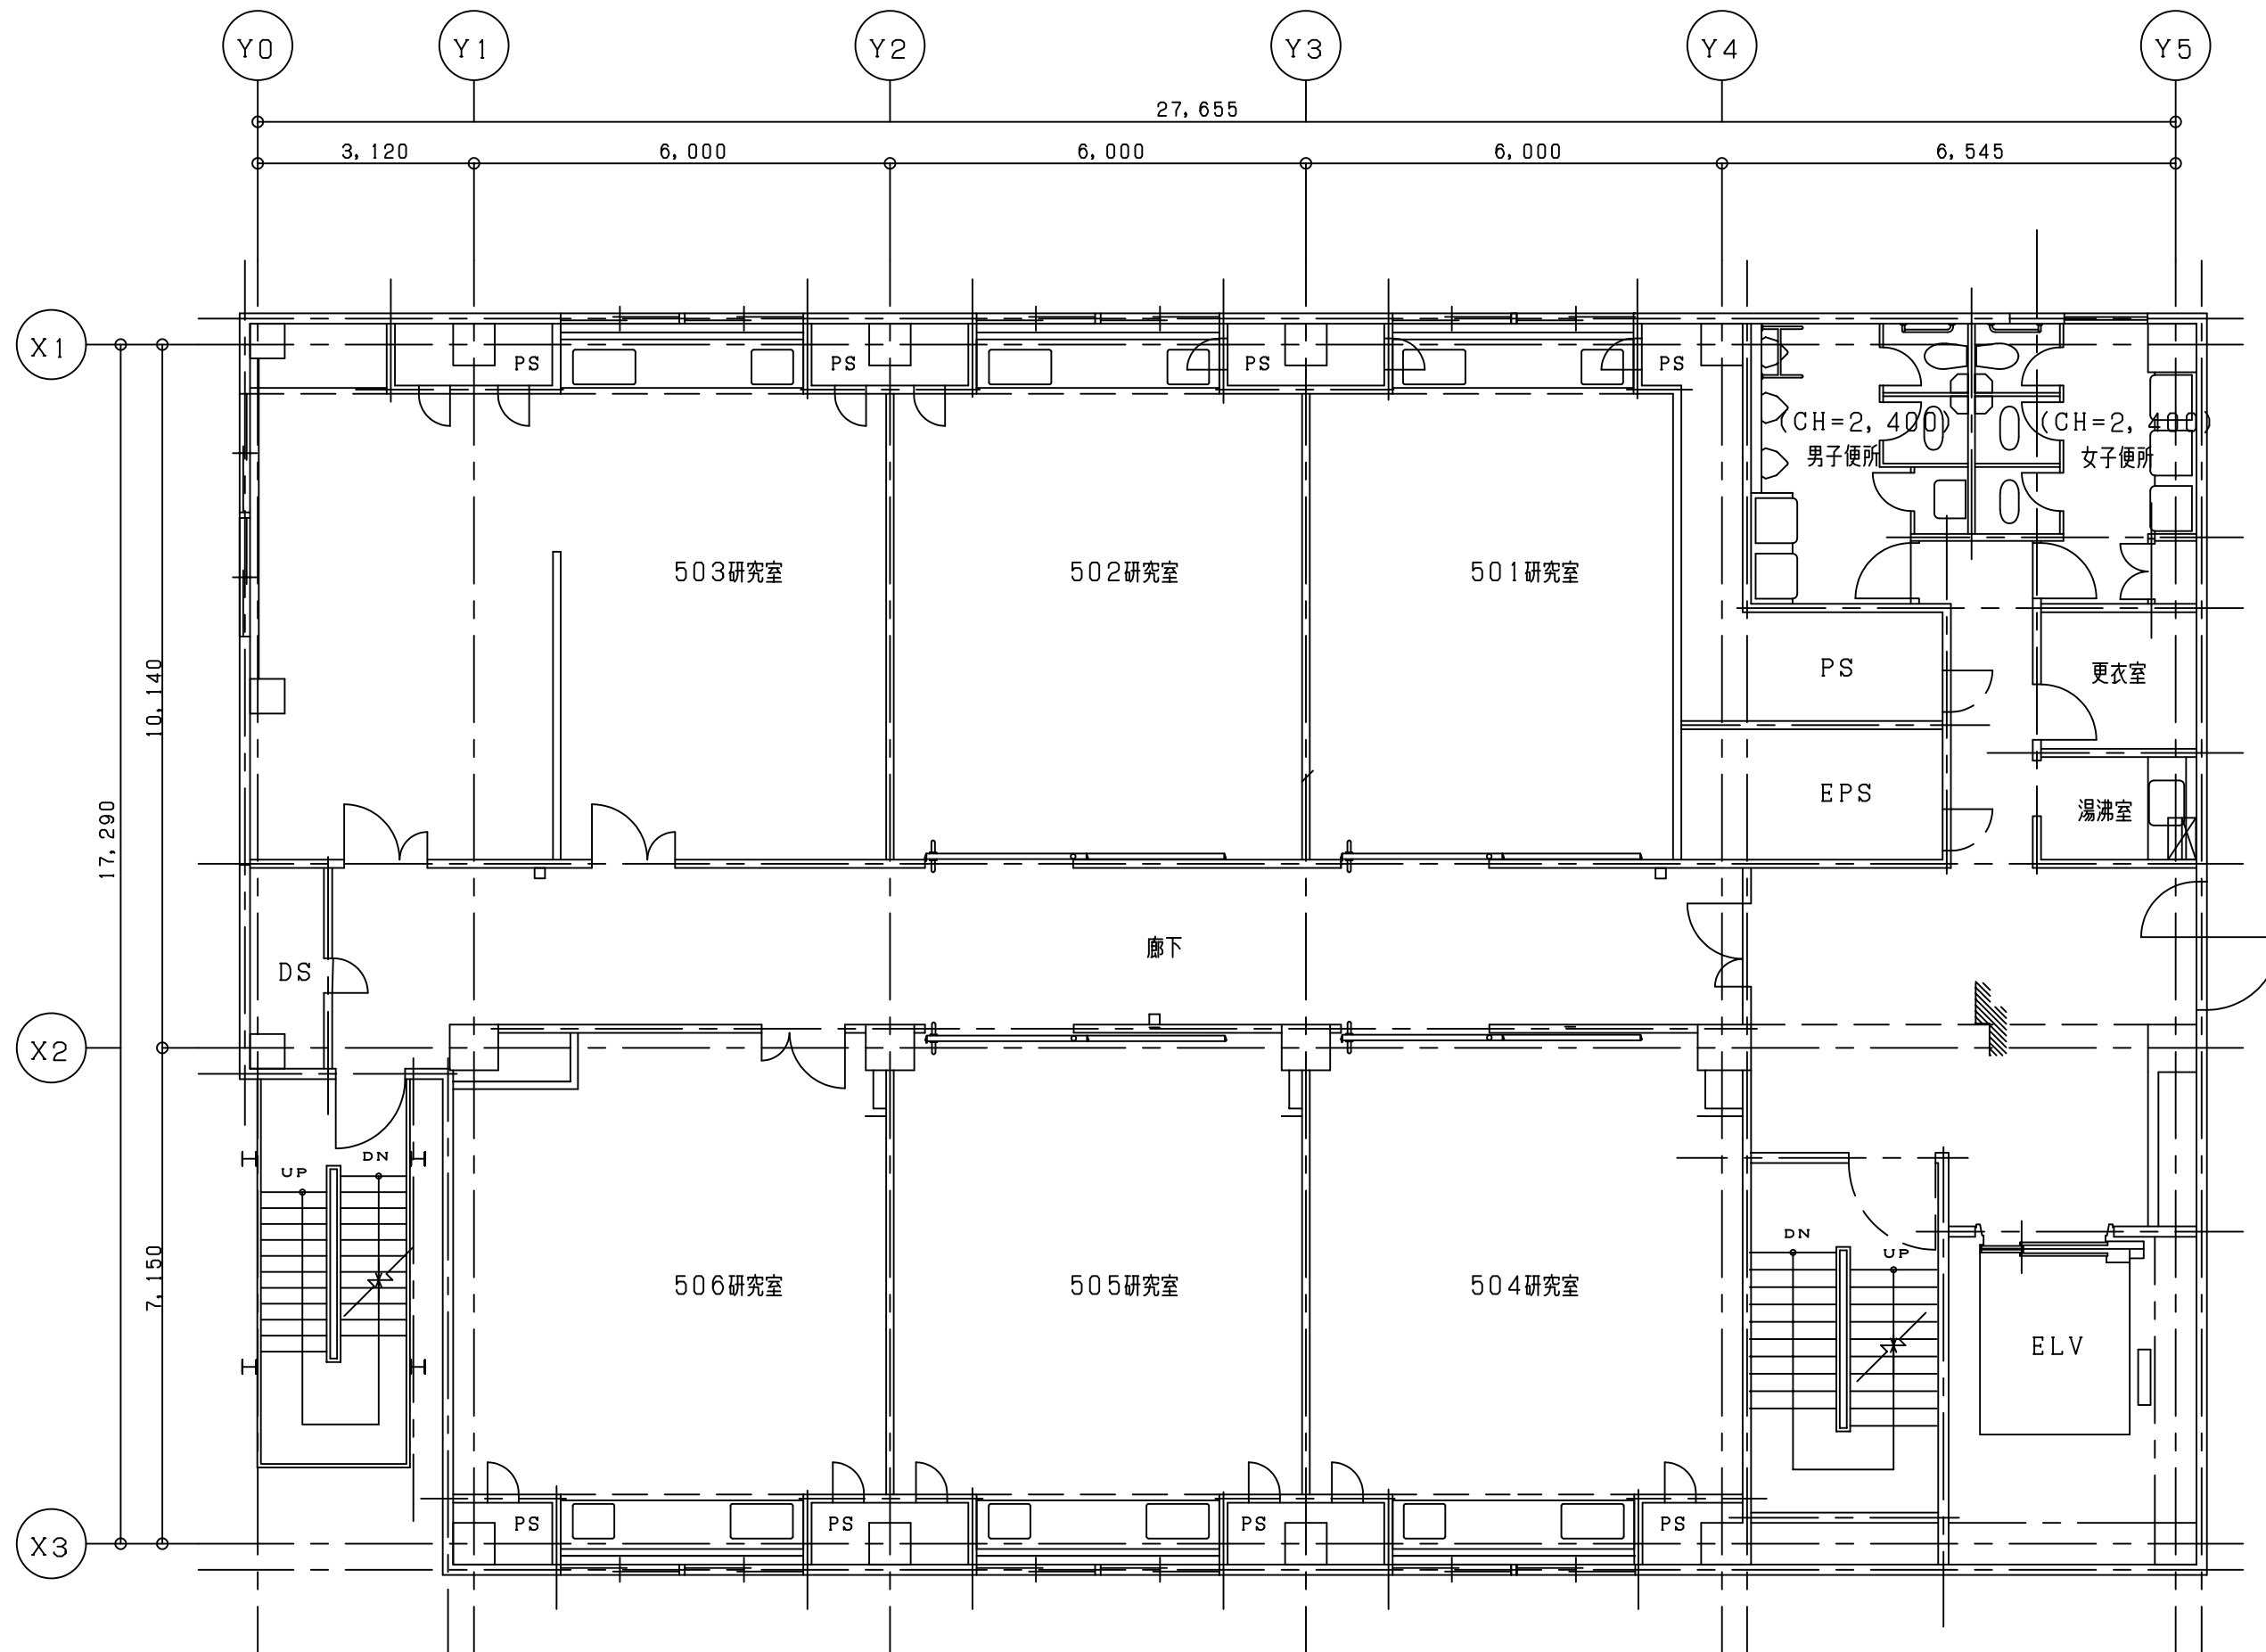 Y0 Y1 Y2 Y3 Y4 Y5
27,655
3,120 6,000 6,000 6,000 6,545
X1
PS PS PS PS
(CH=2,400) (CH=2,400)
男子便所 女子便所
503研究室 502研究室 501研究室
PS 更衣室
10,140
EPS 湯沸室
17,290
廊下
DS
X2
UP DN
DN UP
7,150
506研究室 505研究室 504研究室
ELV
PS PS PS PS
X3